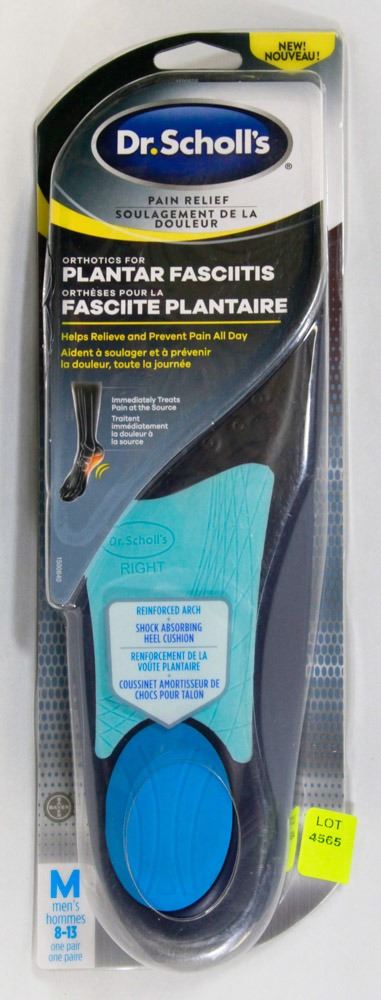 NEW!
NOUVEAU!
Dr.Scholl's
®
PAIN RELIEF
SOULAGEMENT DE LA
DOULEUR
ORTHOTICS FOR
PLANTAR FASCIITIS
ORTHÈSES POUR LA
FASCIITE PLANTAIRE
Helps Relieve and Prevent Pain All Day
Aident à soulager et à prévenir
la douleur, toute la journée
Immediately Treats
Pain at the Source
Traitent
immédiatement
la douleur à
la source
Dr.Scholl's
RIGHT
REINFORCED ARCH
SHOCK ABSORBING
HEEL CUSHION
RENFORCEMENT DE LA
VOÛTE PLANTAIRE
COUSSINET AMORTISSEUR DE
CHOCS POUR TALON
BAYER
LOT
4565
M
men's
hommes
8-13
one pair
one paire